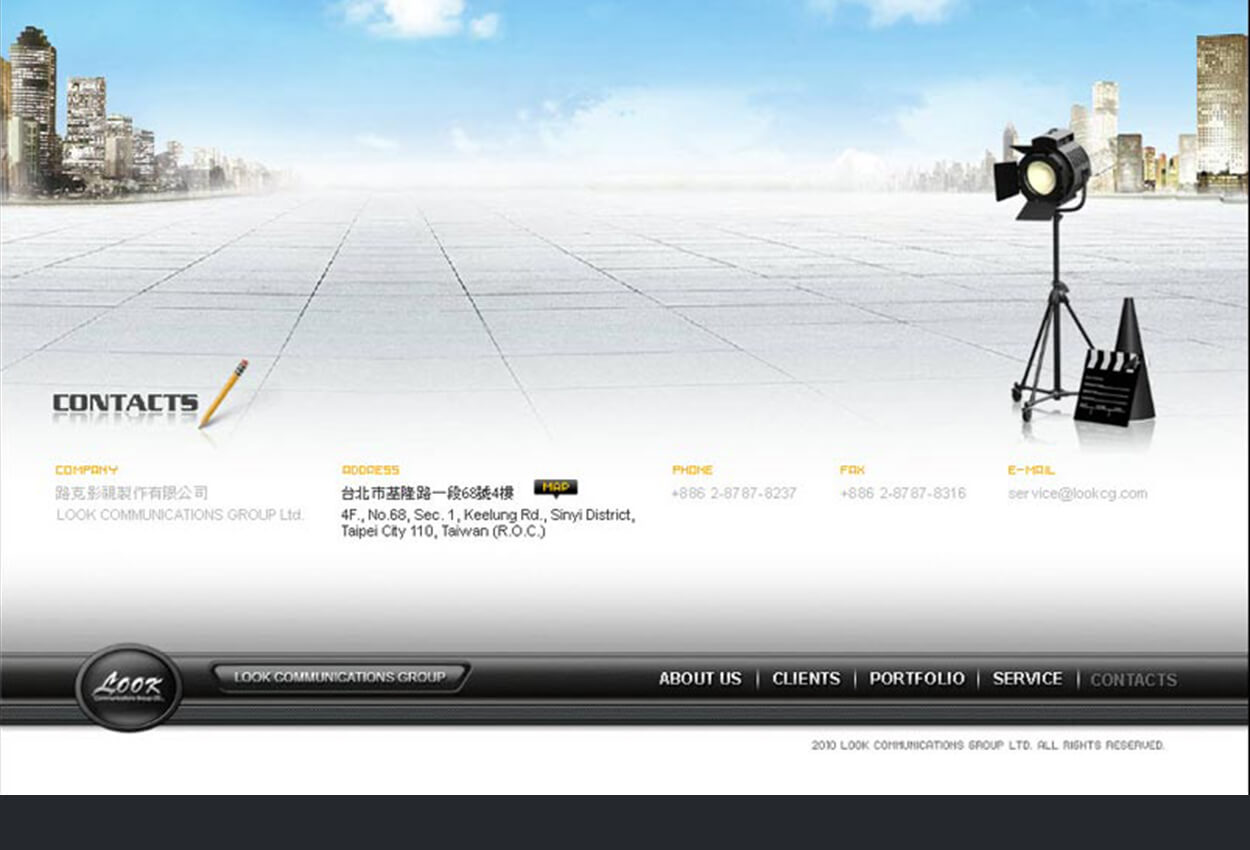 CONTACTS
COMPANY
路克影視製作有限公司
LOOK COMMUNICATIONS GROUP Ltd.
ADDRESS
台北市基隆路一段68號4樓
MAP
4F., No.68, Sec. 1, Keelung Rd., Sinyi District,
Taipei City 110, Taiwan (R.O.C.)
PHONE
+886 2-8787-8237
FAX
+886 2-8787-8316
E-MAIL
service@lookcg.com
LOOK
LOOK COMMUNICATIONS GROUP
ABOUT US
CLIENTS
PORTFOLIO
SERVICE
CONTACTS
2010 LOOK COMMUNICATIONS GROUP LTD. ALL RIGHTS RESERVED.